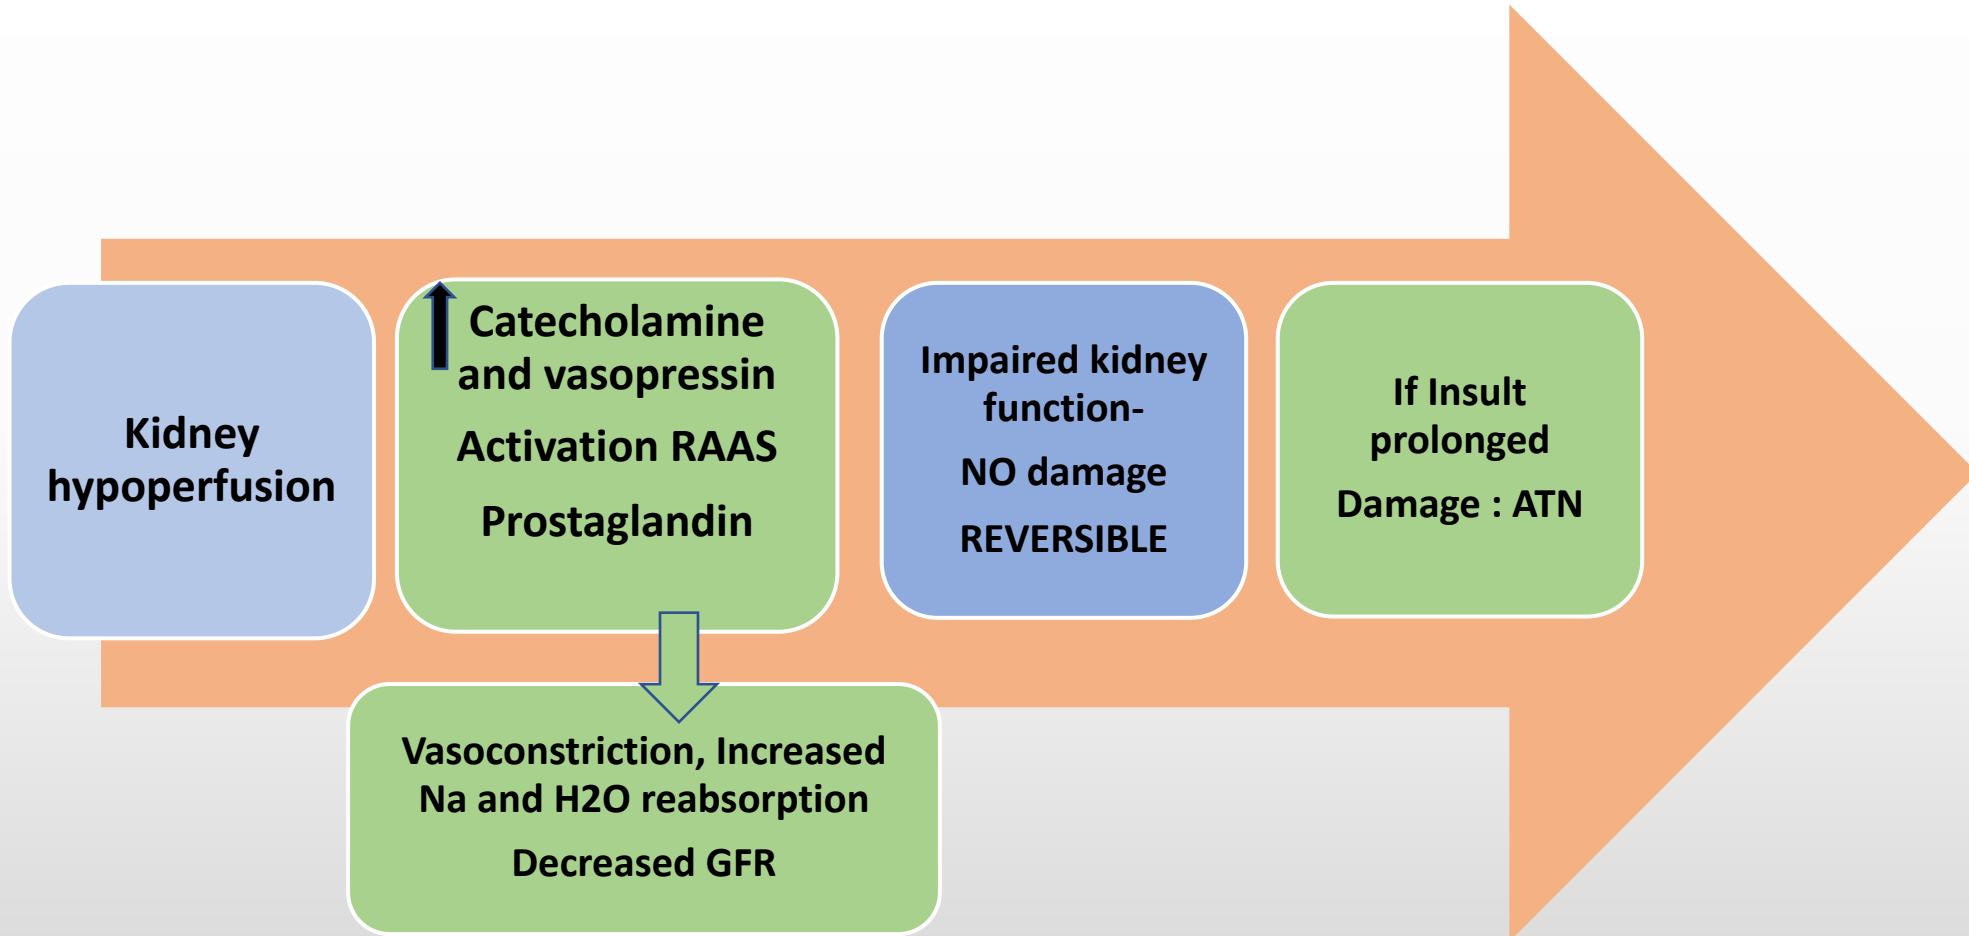 Kidney
hypoperfusion
Catecholamine
and vasopressin
Activation RAAS
Prostaglandin
Vasoconstriction, Increased
Na and H2O reabsorption
Decreased GFR
Impaired kidney
function-
NO damage
REVERSIBLE
If Insult
prolonged
Damage : ATN